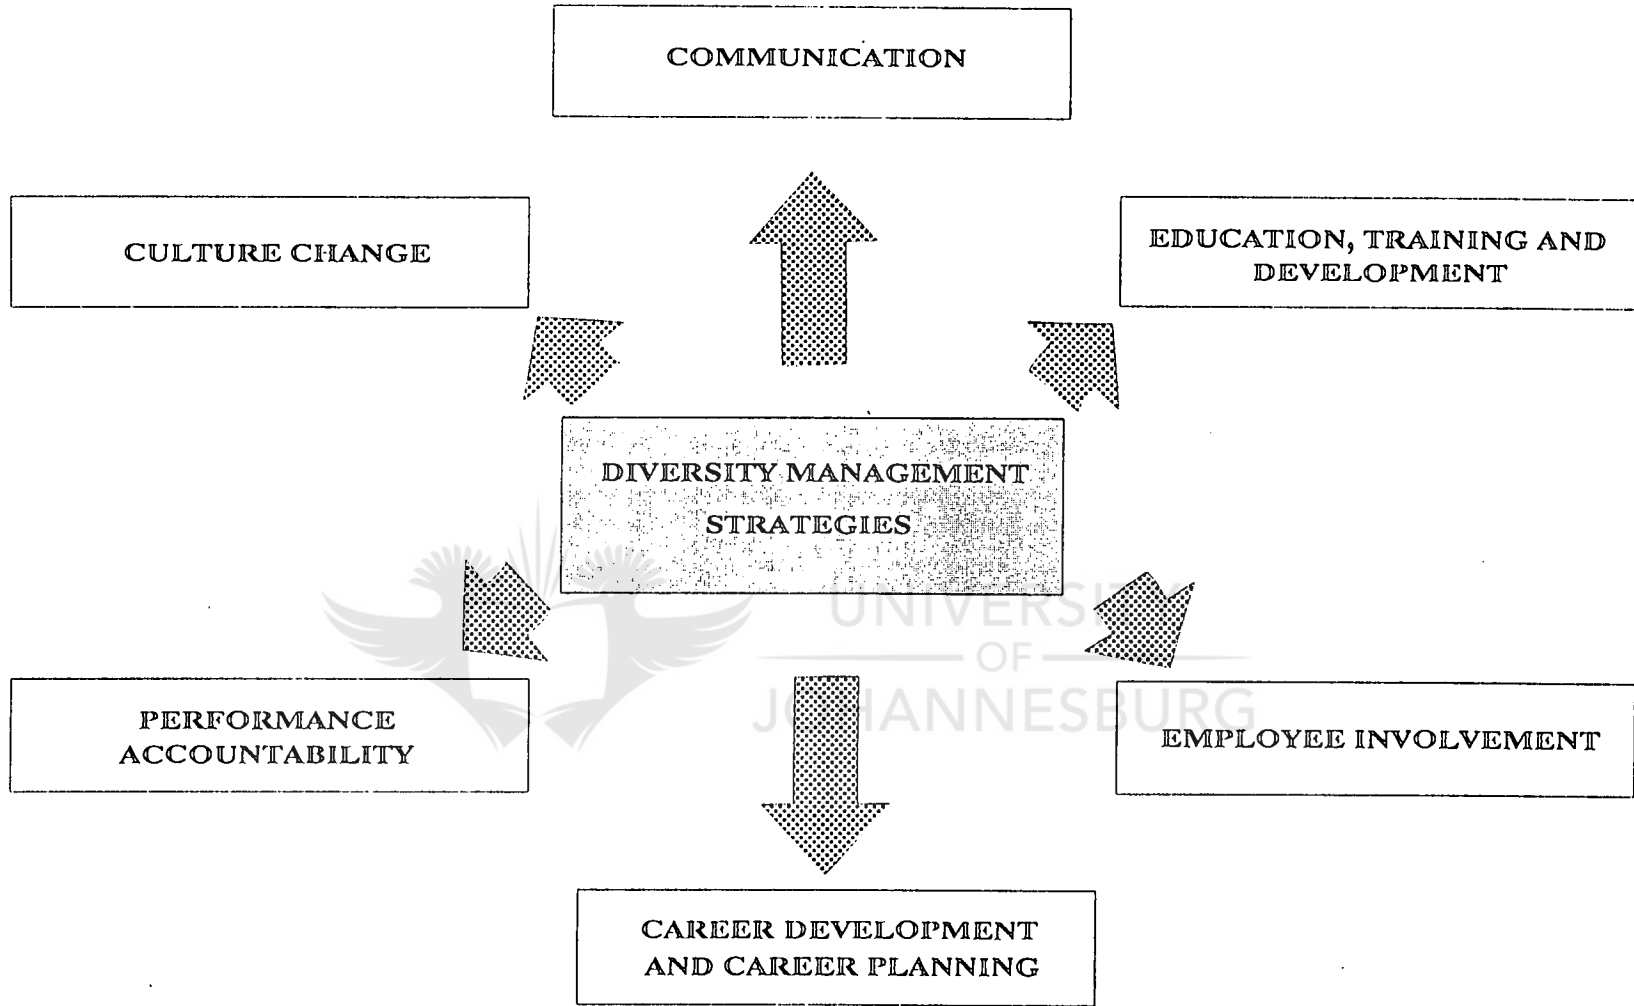 COMMUNICATION
CULTURE CHANGE
EDUCATION, TRAINING AND
DEVELOPMENT
DIVERSITY MANAGEMENT
STRATEGIES
UNIVERSITY
OF
JOHANNESBURG
PERFORMANCE
ACCOUNTABILITY
EMPLOYEE INVOLVEMENT
CAREER DEVELOPMENT
AND CAREER PLANNING